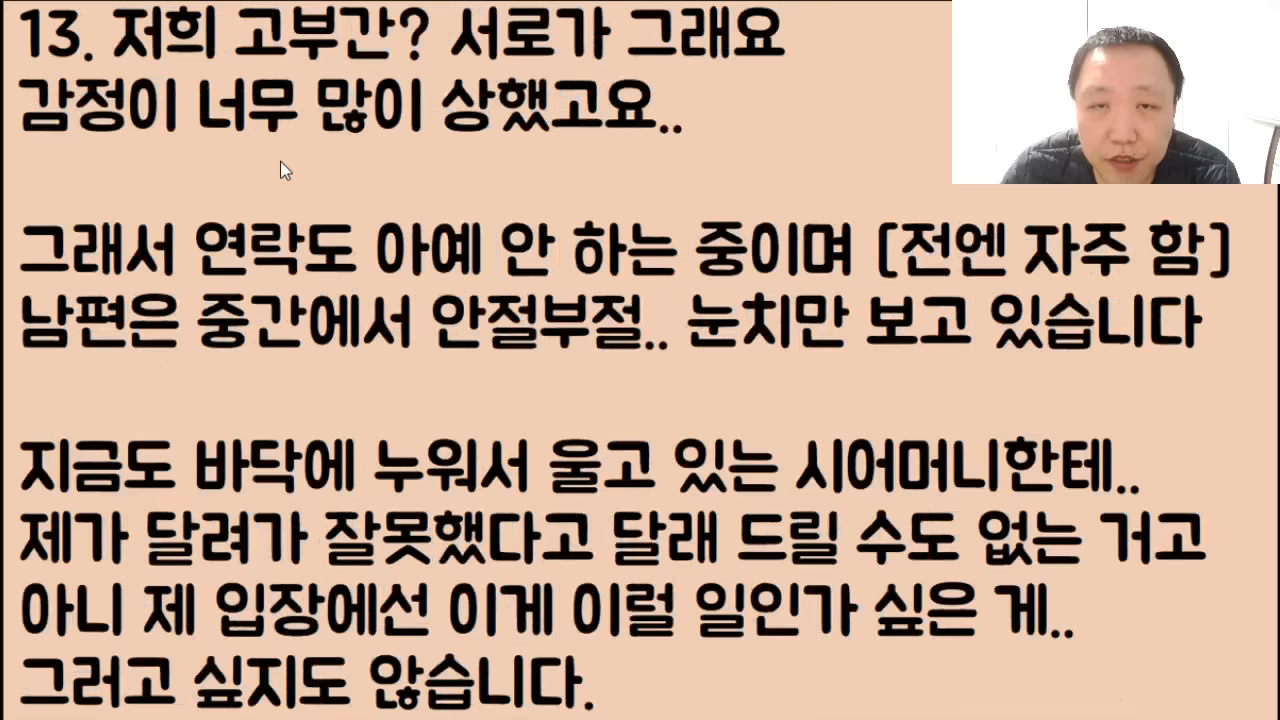 13. 저희 고부간? 서로가 그래요
감정이 너무 많이 상했고요..
그래서 연락도 아예 안 하는 중이며 [전엔 자주 함]
남편은 중간에서 안절부절.. 눈치만 보고 있습니다
지금도 바닥에 누워서 울고 있는 시어머니한테..
제가 달려가 잘못했다고 달래 드릴 수도 없는 거고
아니 제 입장에선 이게 이럴 일인가 싶은 게..
그러고 싶지도 않습니다.